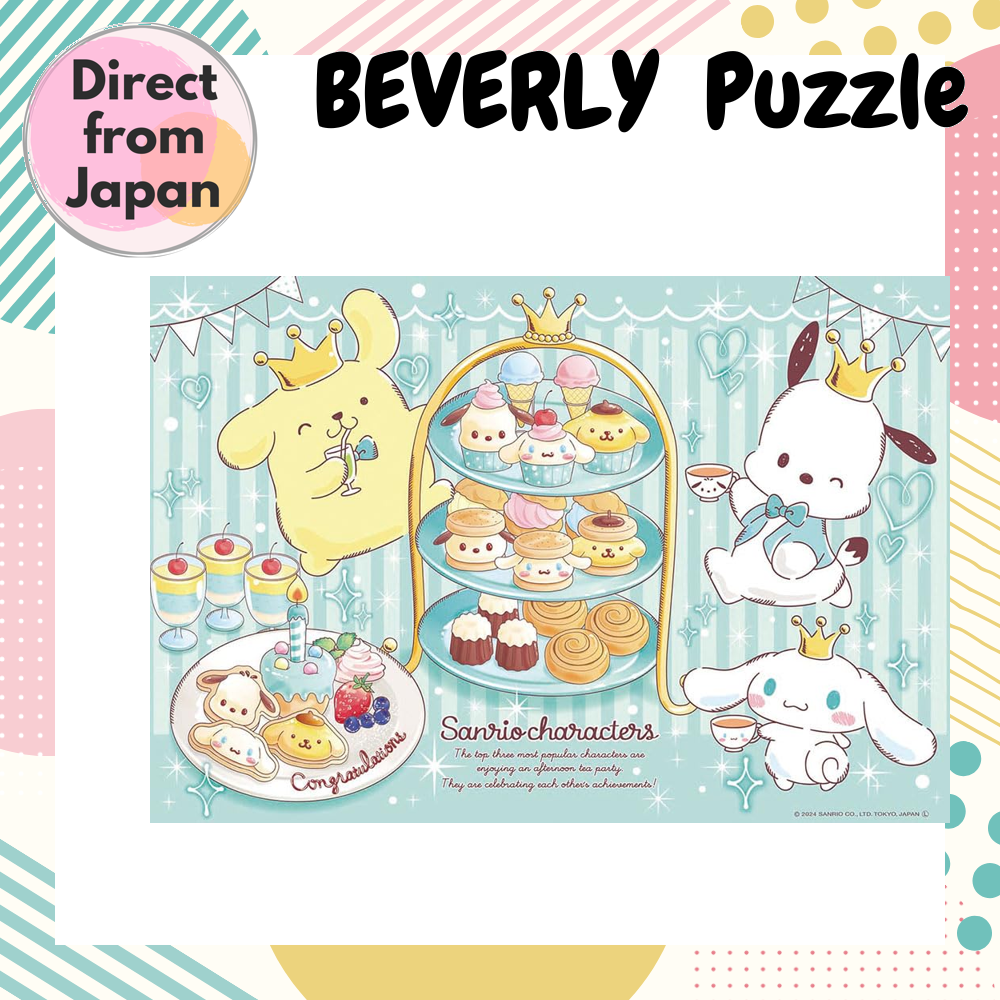 Direct
from
Japan
BEVERLY Puzzle
Congratulations
Sanrio characters
The top three most popular characters are
enjoying an afternoon tea party.
They are celebrating each other's achievements!
© 2024 SANRIO CO., LTD. TOKYO, JAPAN Ⓛ